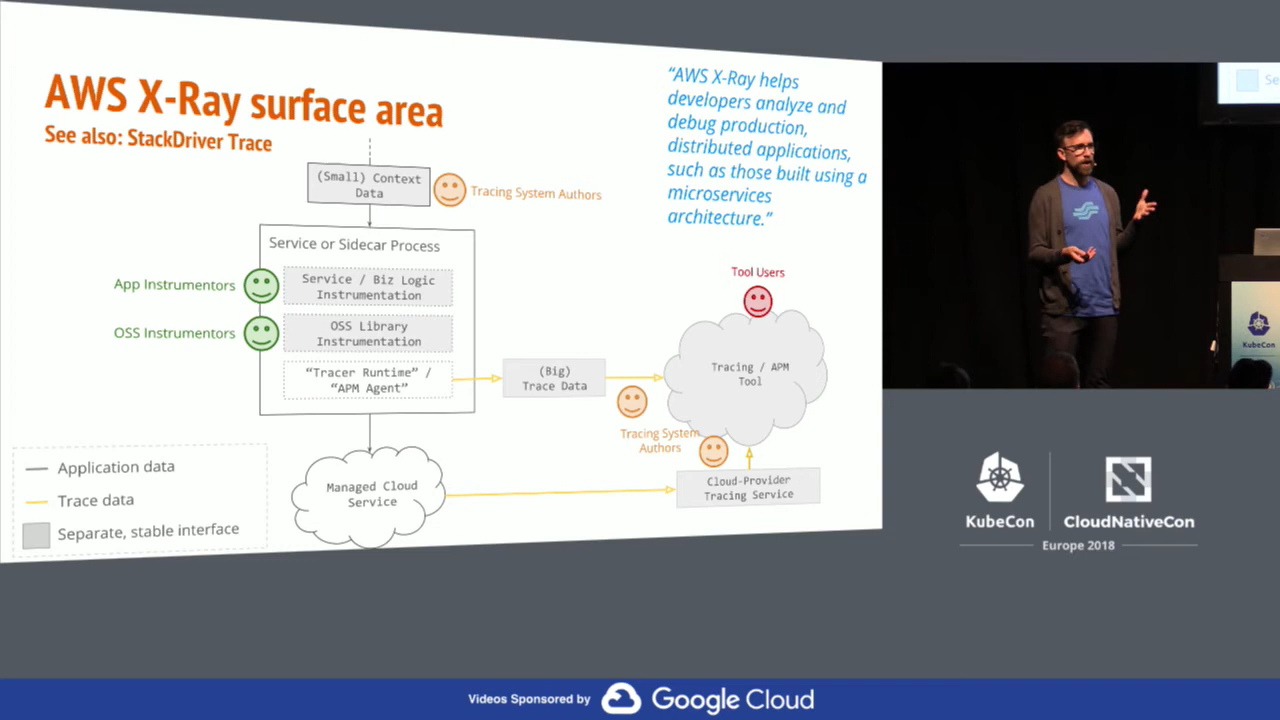 AWS X-Ray surface area
See also: StackDriver Trace
“AWS X-Ray helps
developers analyze and
debug production,
distributed applications,
such as those built using a
microservices
architecture.”
(Small) Context
Data
Tracing System Authors
Service or Sidecar Process
App Instrumentors
Service / Biz Logic
Instrumentation
OSS Instrumentors
OSS Library
Instrumentation
“Tracer Runtime” /
“APM Agent”
(Big)
Trace Data
Tool Users
Tracing / APM
Tool
Tracing System
Authors
Managed Cloud
Service
Cloud-Provider
Tracing Service
Application data
Trace data
Separate, stable interface
Se
KubeCon
KubeCon
CloudNativeCon
Europe 2018
Videos Sponsored by
Google Cloud